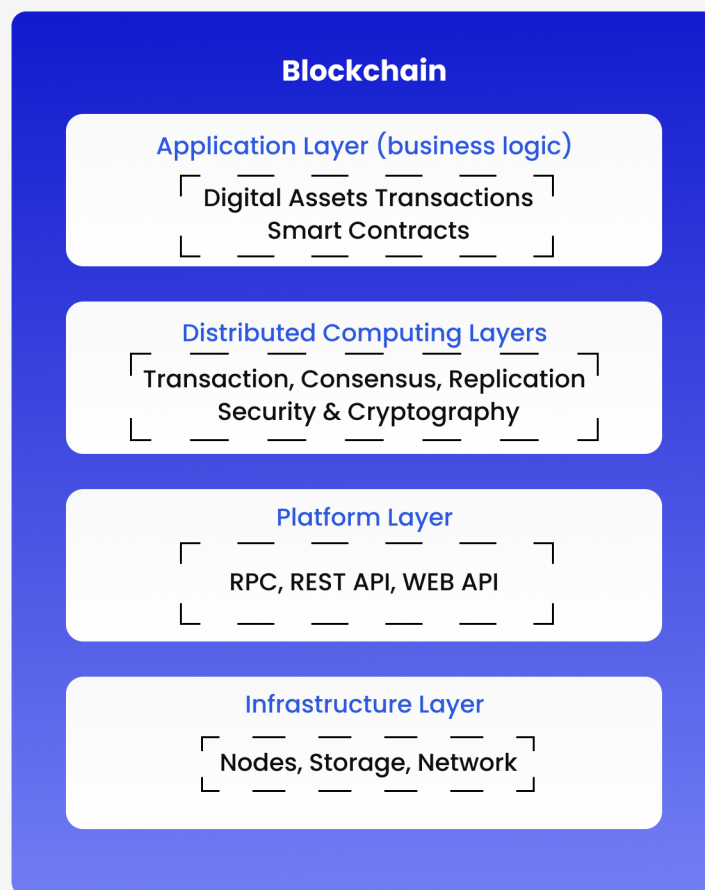 Blockchain
Application Layer (business logic)
Digital Assets Transactions
Smart Contracts
Distributed Computing Layers
Transaction, Consensus, Replication
Security & Cryptography
Platform Layer
RPC, REST API, WEB API
Infrastructure Layer
Nodes, Storage, Network